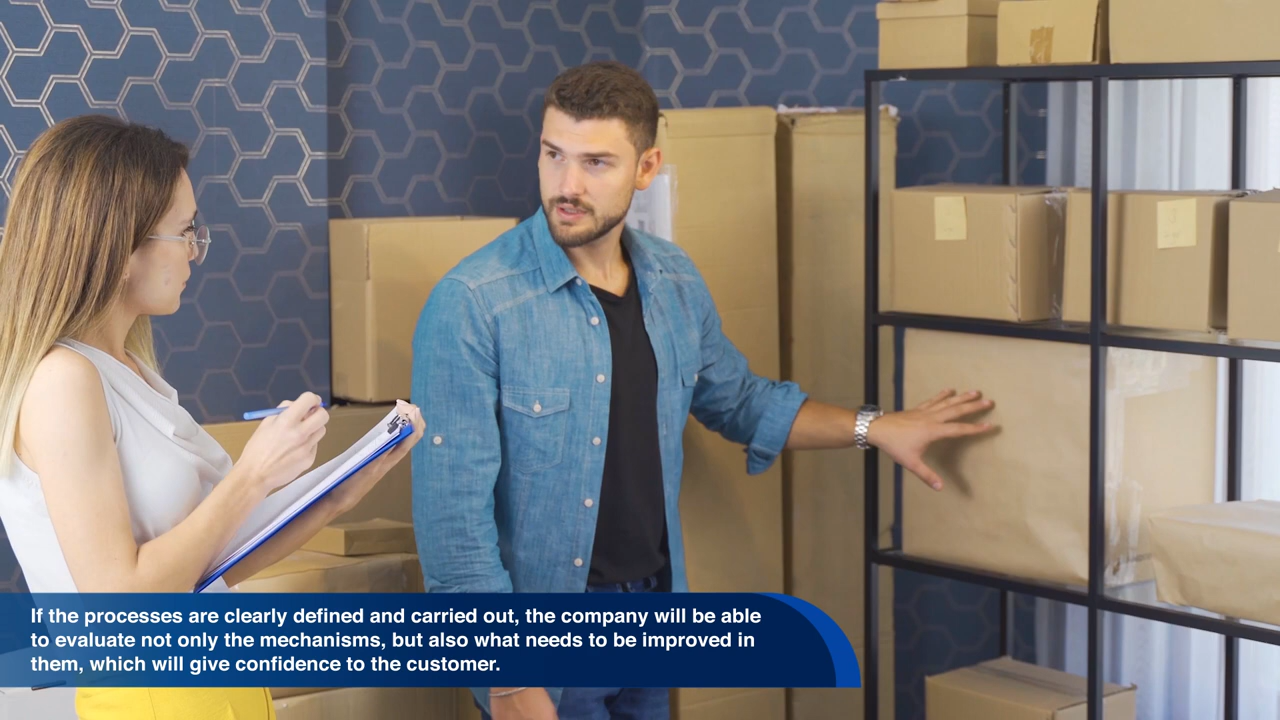 If the processes are clearly defined and carried out, the company will be able
to evaluate not only the mechanisms, but also what needs to be improved in
them, which will give confidence to the customer.